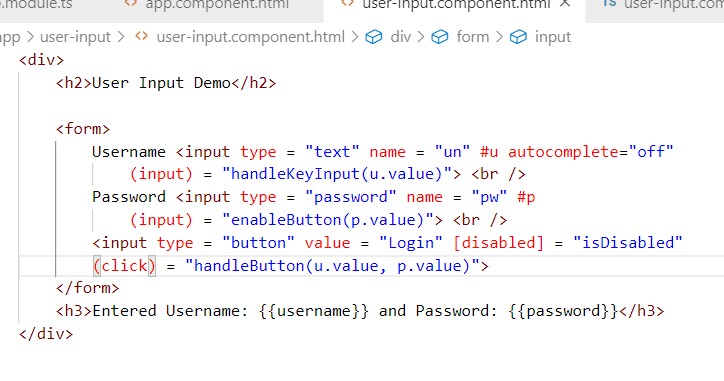 .module.ts app.component.html user-input.component.html × TS user-input.com
app > user-input > <> user-input.component.html > div > form > input
<div>
<h2>User Input Demo</h2>
<form>
Username <input type = "text" name = "un" #u autocomplete="off"
(input) = "handleKeyInput(u.value)"> <br />
Password <input type = "password" name = "pw" #p
(input) = "enableButton(p.value)"> <br />
<input type = "button" value = "Login" [disabled] = "isDisabled"
(click) = "handleButton(u.value, p.value)">
</form>
<h3>Entered Username: {{username}} and Password: {{password}}</h3>
</div>